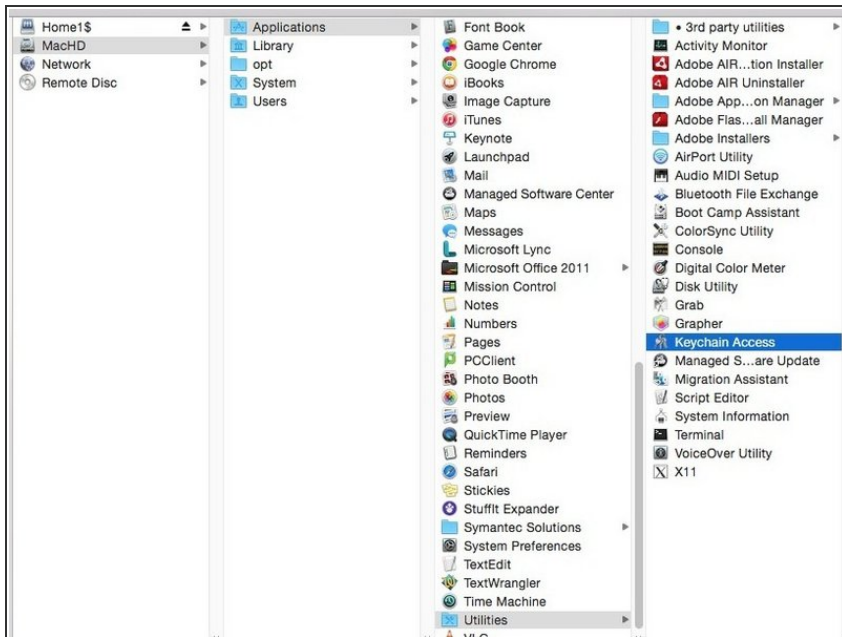 Home1$
MacHD
Network
Remote Disc
Applications
Library
opt
System
Users
Font Book
Game Center
Google Chrome
iBooks
Image Capture
iTunes
Keynote
Launchpad
Mail
Managed Software Center
Maps
Messages
Microsoft Lync
Microsoft Office 2011
Mission Control
Notes
Numbers
Pages
PCClient
Photo Booth
Photos
Preview
QuickTime Player
Reminders
Safari
Stickies
StuffIt Expander
Symantec Solutions
System Preferences
TextEdit
TextWrangler
Time Machine
Utilities
VLC
• 3rd party utilities
Activity Monitor
Adobe AIR...tion Installer
Adobe AIR Uninstaller
Adobe App...on Manager
Adobe Flas...all Manager
Adobe Installers
AirPort Utility
Audio MIDI Setup
Bluetooth File Exchange
Boot Camp Assistant
ColorSync Utility
Console
Digital Color Meter
Disk Utility
Grab
Grapher
Keychain Access
Managed S...are Update
Migration Assistant
Script Editor
System Information
Terminal
VoiceOver Utility
X11